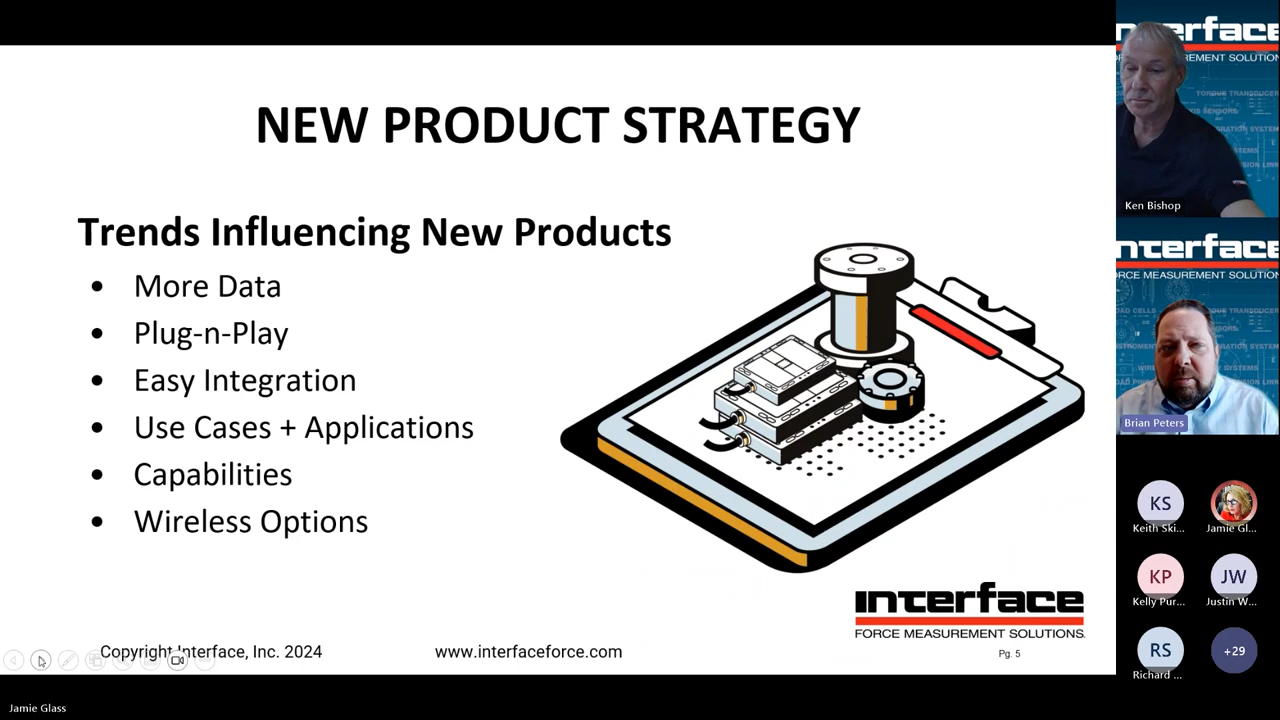 NEW PRODUCT STRATEGY
Trends Influencing New Products
• More Data
• Plug-n-Play
• Easy Integration
• Use Cases + Applications
• Capabilities
• Wireless Options
interface
FORCE MEASUREMENT SOLUTIONS.
Copyright Interface, Inc. 2024
www.interfaceforce.com
Pg. 5
Jamie Glass
Ken Bishop
Brian Peters
KS
Keith Ski...
Jamie Gl...
KP
Kelly Pur...
JW
Justin W...
RS
Richard ...
+29